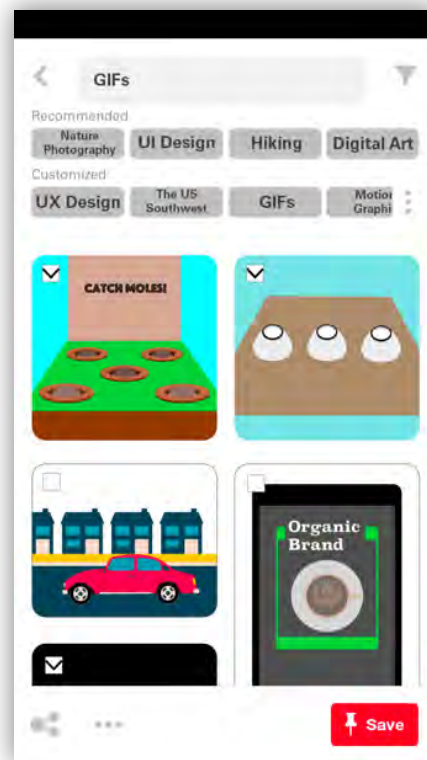 GIFs
Recommended
Nature
Photography
UI Design
Hiking
Digital Art
Customized
UX Design
The US
Southwest
GIFs
Motion
Graphi
CATCH MOLES!
Organic
Brand
Save